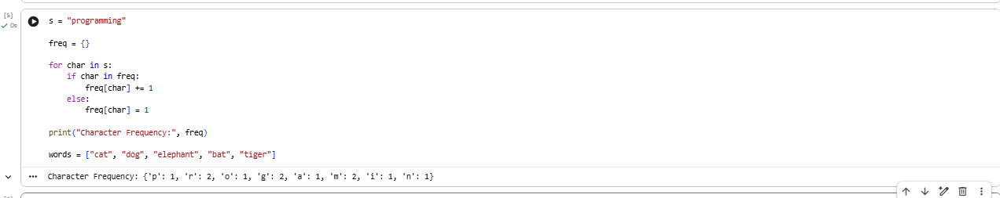 [5]
0s
s = "programming"
freq = {}
for char in s:
    if char in freq:
        freq[char] += 1
    else:
        freq[char] = 1
print("Character Frequency:", freq)
words = ["cat", "dog", "elephant", "bat", "tiger"]
Character Frequency: {'p': 1, 'r': 2, 'o': 1, 'g': 2, 'a': 1, 'm': 2, 'i': 1, 'n': 1}